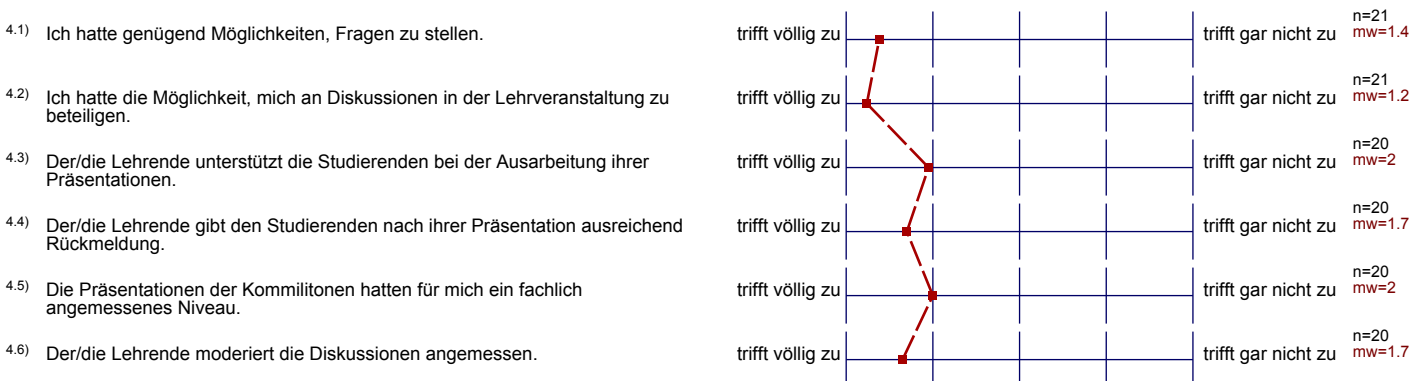 4.1) Ich hatte genügend Möglichkeiten, Fragen zu stellen. trifft völlig zu trifft gar nicht zu n=21
mw=1.4
4.2) Ich hatte die Möglichkeit, mich an Diskussionen in der Lehrveranstaltung zu trifft völlig zu trifft gar nicht zu n=21
beteiligen. mw=1.2
4.3) Der/die Lehrende unterstützt die Studierenden bei der Ausarbeitung ihrer trifft völlig zu trifft gar nicht zu n=20
Präsentationen. mw=2
4.4) Der/die Lehrende gibt den Studierenden nach ihrer Präsentation ausreichend trifft völlig zu trifft gar nicht zu n=20
Rückmeldung. mw=1.7
4.5) Die Präsentationen der Kommilitonen hatten für mich ein fachlich trifft völlig zu trifft gar nicht zu n=20
angemessenes Niveau. mw=2
4.6) Der/die Lehrende moderiert die Diskussionen angemessen. trifft völlig zu trifft gar nicht zu n=20
mw=1.7